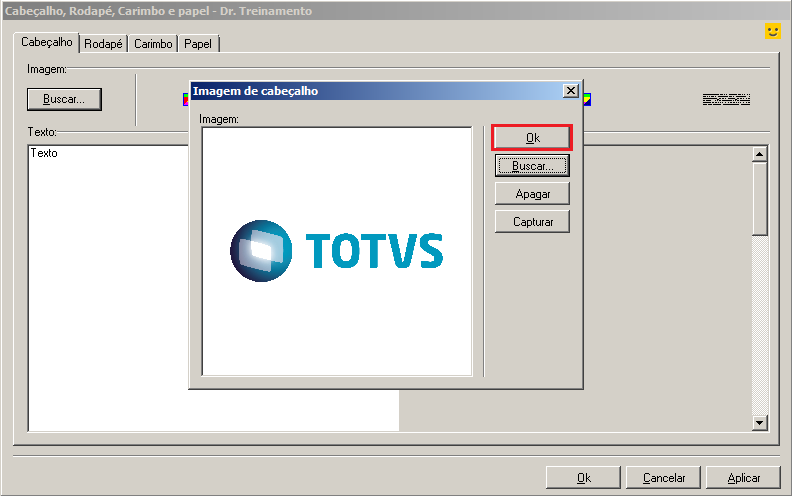 Cabeçalho, Rodapé, Carimbo e papel - Dr. Treinamento
Cabeçalho
Rodapé
Carimbo
Papel
Imagem:
Buscar...
Texto:
Texto
Imagem de cabeçalho
Imagem:
TOTVS
Ok
Buscar...
Apagar
Capturar
Ok
Cancelar
Aplicar